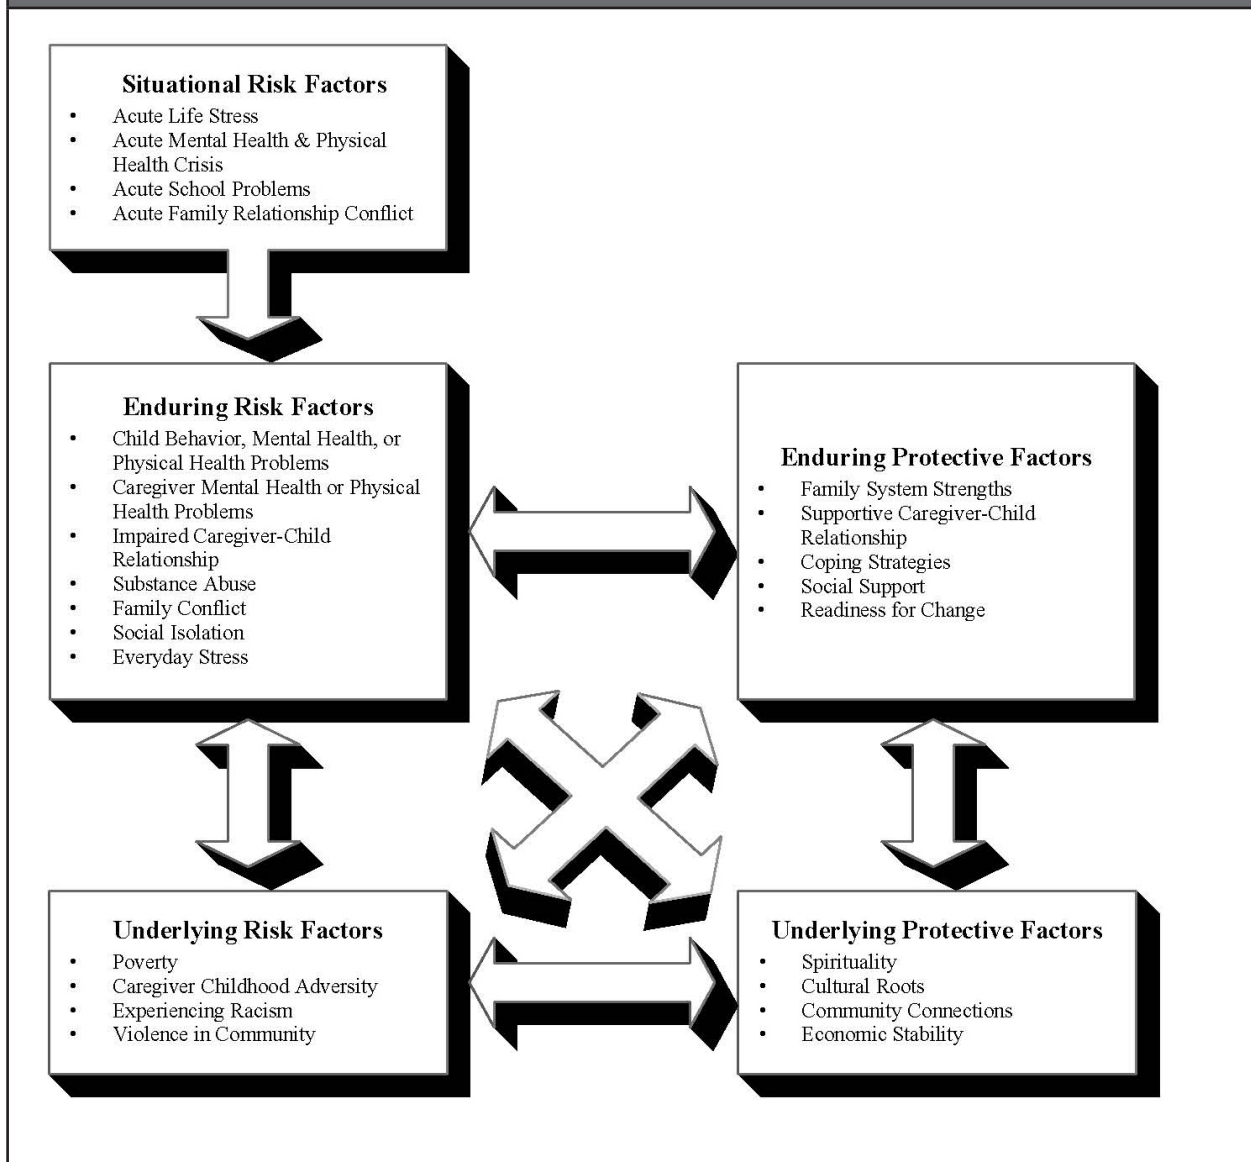 Situational Risk Factors
• Acute Life Stress
• Acute Mental Health & Physical
Health Crisis
• Acute School Problems
• Acute Family Relationship Conflict
Enduring Risk Factors
• Child Behavior, Mental Health, or
Physical Health Problems
• Caregiver Mental Health or Physical
Health Problems
• Impaired Caregiver-Child
Relationship
• Substance Abuse
• Family Conflict
• Social Isolation
• Everyday Stress
Enduring Protective Factors
• Family System Strengths
• Supportive Caregiver-Child
Relationship
• Coping Strategies
• Social Support
• Readiness for Change
Underlying Risk Factors
• Poverty
• Caregiver Childhood Adversity
• Experiencing Racism
• Violence in Community
Underlying Protective Factors
• Spirituality
• Cultural Roots
• Community Connections
• Economic Stability